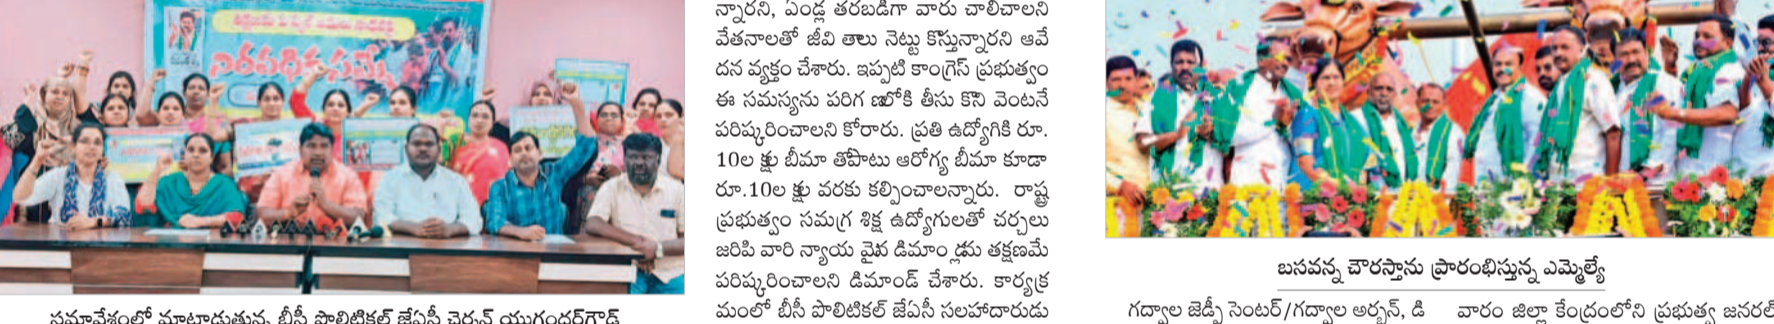 నిరవధిక సమ్మె
సమావేశంలో మాట్లాడుతున్న బీసీ పొలిటికల్ జేఏసీ చైర్మన్ యుగంధర్‌గౌడ్
న్నారని, ఏండ్ల తరబడిగా వారు చాలీచాలని
వేతనాలతో జీవి తాలు నెట్టు కొస్తున్నారని ఆవే
దన వ్యక్తం చేశారు. ఇప్పటి కాంగ్రెస్ ప్రభుత్వం
ఈ సమస్యను పరిగ ణలోకి తీసు కొని వెంటనే
పరిష్కరించాలని కోరారు. ప్రతి ఉద్యోగికి రూ.
10ల క్షల బీమా తోపాటు ఆరోగ్య బీమా కూడా
రూ.10ల క్షల వరకు కల్పించాలన్నారు. రాష్ట్ర
ప్రభుత్వం సమగ్ర శిక్ష ఉద్యోగులతో చర్చలు
జరిపి వారి న్యాయ మైన డిమాం డ్లను తక్షణమే
పరిష్కరించాలని డిమాండ్ చేశారు. కార్యక్ర
మంలో బీసీ పొలిటికల్ జేఏసీ సలహాదారుడు
బసవన్న చౌరస్తాను ప్రారంభిస్తున్న ఎమ్మెల్యే
గద్వాల జెడ్పీ సెంటర్/గద్వాల అర్బన్, డి
వారం జిల్లా కేంద్రంలోని ప్రభుత్వ జనరల్